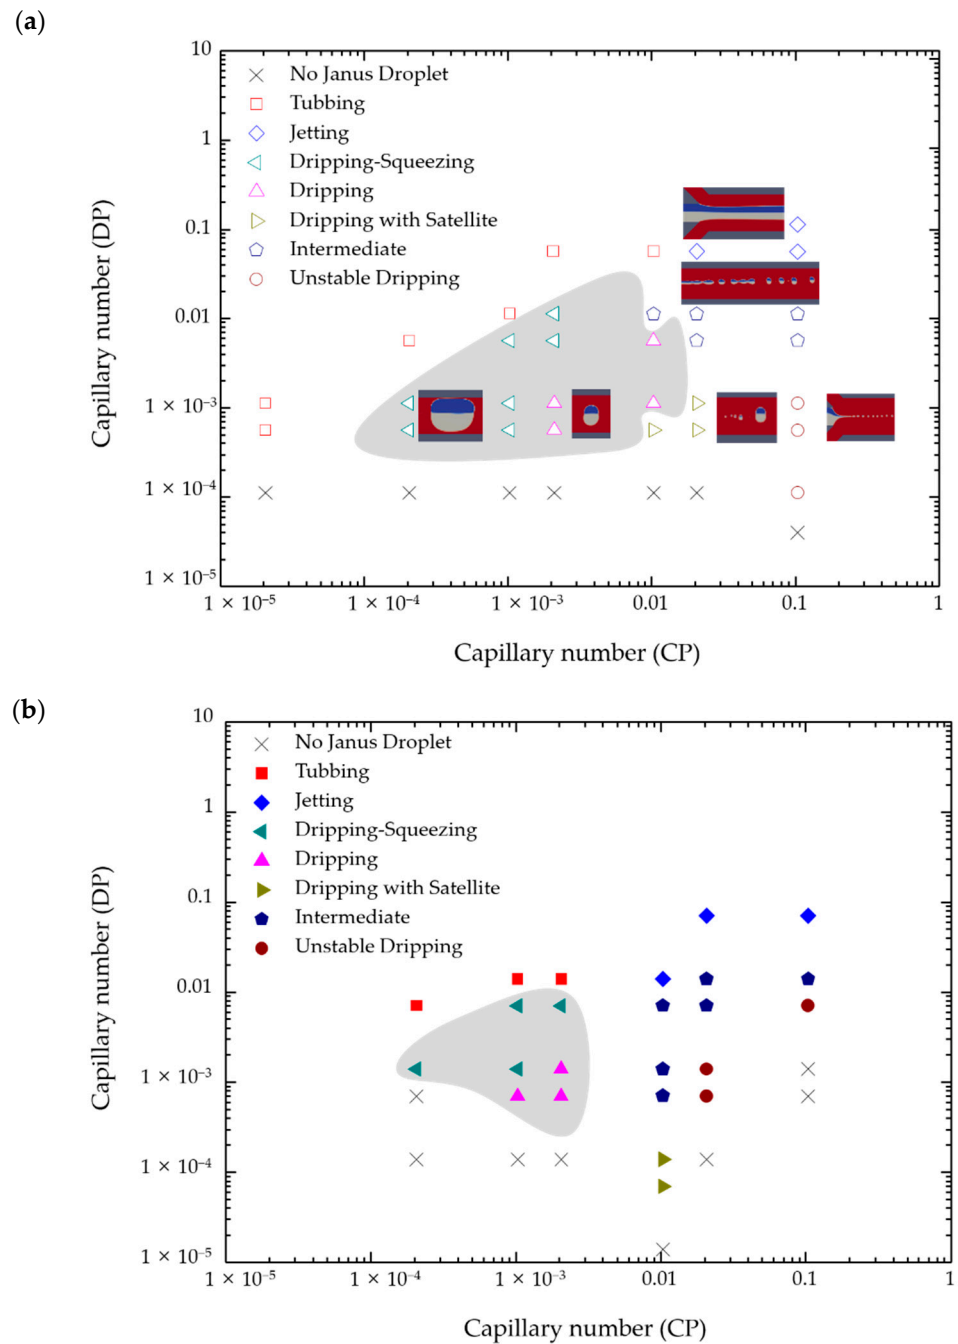 (a)
10
No Janus Droplet
Tubbing
1
Jetting
Dripping-Squeezing
Dripping
0.1
Dripping with Satellite
Intermediate
Unstable Dripping
0.01
1 × 10⁻³
1 × 10⁻⁴
1 × 10⁻⁵
Capillary number (DP)
1 × 10⁻⁵ 1 × 10⁻⁴ 1 × 10⁻³ 0.01 0.1 1
Capillary number (CP)
(b)
10
No Janus Droplet
Tubbing
1
Jetting
Dripping-Squeezing
Dripping
0.1
Dripping with Satellite
Intermediate
Unstable Dripping
0.01
1 × 10⁻³
1 × 10⁻⁴
1 × 10⁻⁵
Capillary number (DP)
1 × 10⁻⁵ 1 × 10⁻⁴ 1 × 10⁻³ 0.01 0.1 1
Capillary number (CP)